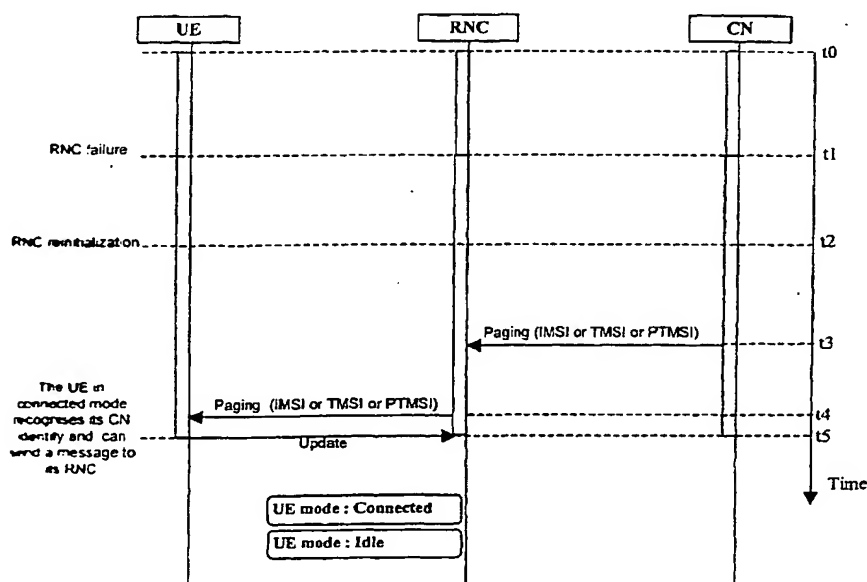 UE
RNC
CN
t0
RNC failure
t1
RNC reinitialization
t2
Paging (IMSI or TMSI or PTMSI)
t3
The UE in
connected mode
recognises its CN
identify and can
send a message to
its RNC
Paging (IMSI or TMSI or PTMSI)
t4
Update
t5
Time
UE mode : Connected
UE mode : Idle